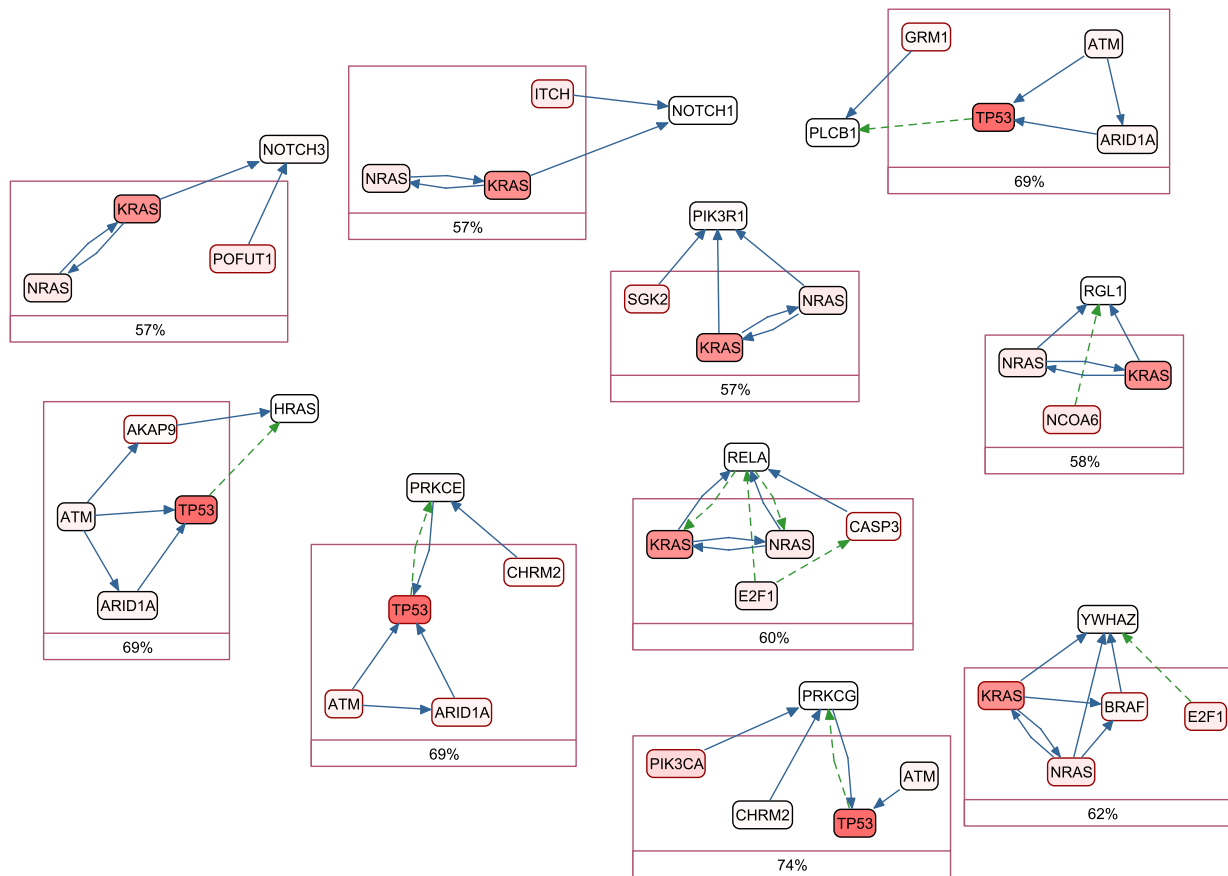 NOTCH3
KRAS
POFUT1
NRAS
57%
ITCH
NOTCH1
NRAS
KRAS
57%
GRM1
ATM
PLCB1
TP53
ARID1A
69%
PIK3R1
SGK2
NRAS
KRAS
57%
RGL1
NRAS
KRAS
NCOA6
58%
HRAS
AKAP9
ATM
TP53
ARID1A
69%
PRKCE
CHRM2
TP53
ATM
ARID1A
69%
RELA
KRAS
NRAS
CASP3
E2F1
60%
PRKCG
PIK3CA
ATM
CHRM2
TP53
74%
YWHAZ
KRAS
BRAF
E2F1
NRAS
62%